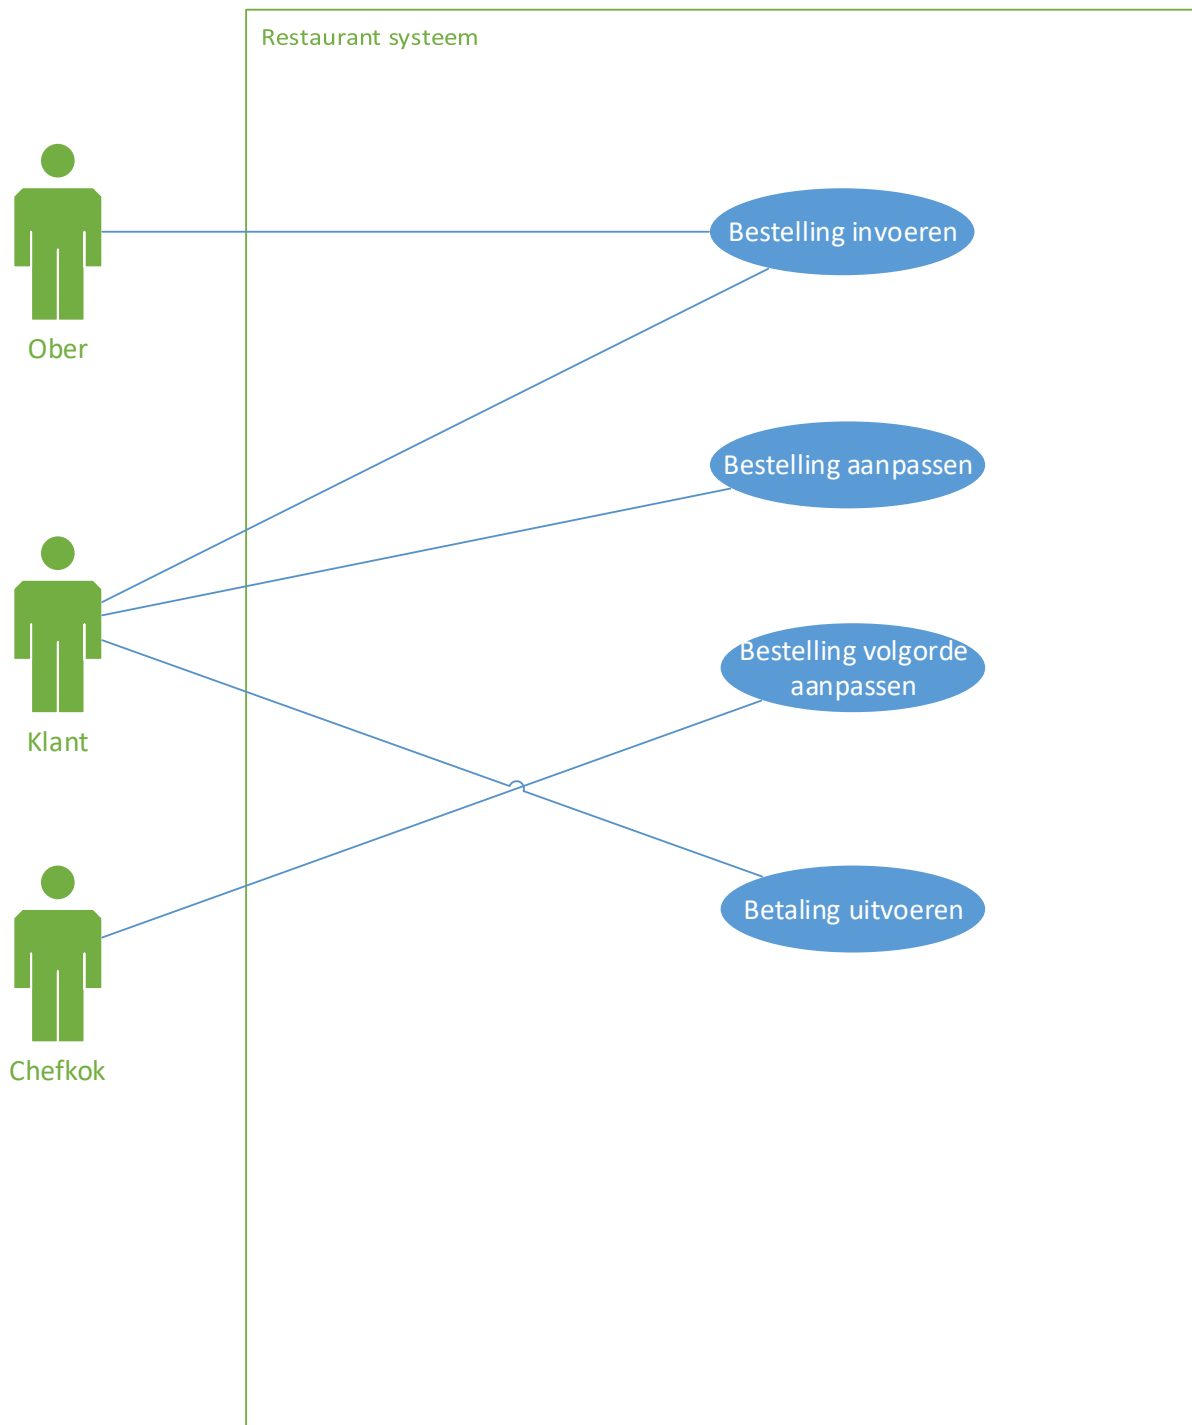 Restaurant systeem
Bestelling invoeren
Ober
Bestelling aanpassen
Bestelling volgorde
aanpassen
Klant
Betaling uitvoeren
Chefkok